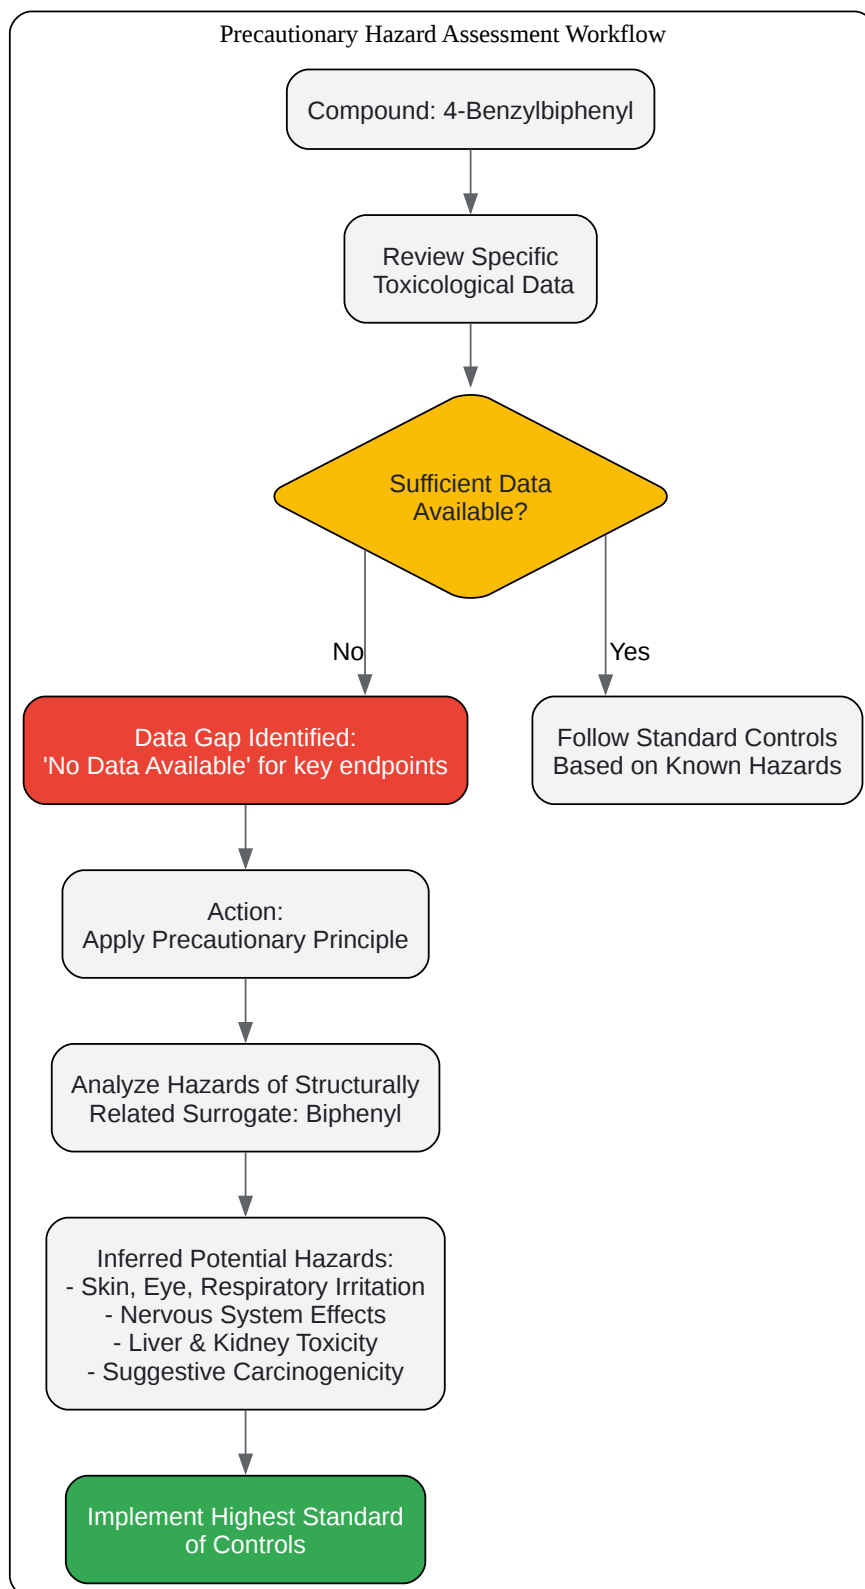 Precautionary Hazard Assessment Workflow
Compound: 4-Benzylbiphenyl
Review Specific
Toxicological Data
Sufficient Data
Available?
No
Yes
Data Gap Identified:
'No Data Available' for key endpoints
Follow Standard Controls
Based on Known Hazards
Action:
Apply Precautionary Principle
Analyze Hazards of Structurally
Related Surrogate: Biphenyl
Inferred Potential Hazards:
- Skin, Eye, Respiratory Irritation
- Nervous System Effects
- Liver & Kidney Toxicity
- Suggestive Carcinogenicity
Implement Highest Standard
of Controls